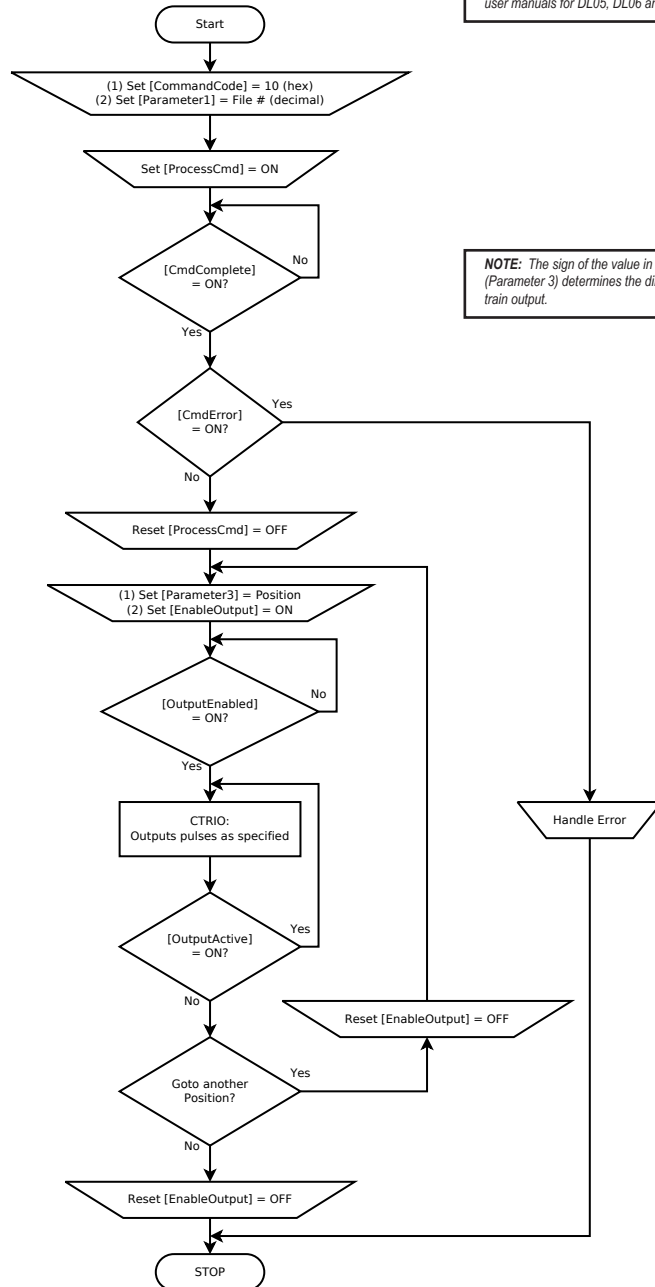 user manuals for DL05, DL06 an
Start
(1) Set [CommandCode] = 10 (hex)
(2) Set [Parameter1] = File # (decimal)
Set [ProcessCmd] = ON
[CmdComplete]
= ON?
No
Yes
NOTE: The sign of the value in
(Parameter 3) determines the di
train output.
[CmdError]
= ON?
Yes
No
Reset [ProcessCmd] = OFF
(1) Set [Parameter3] = Position
(2) Set [EnableOutput] = ON
[OutputEnabled]
= ON?
No
Yes
CTRIO:
Outputs pulses as specified
Handle Error
[OutputActive]
= ON?
Yes
No
Reset [EnableOutput] = OFF
Goto another
Position?
Yes
No
Reset [EnableOutput] = OFF
STOP